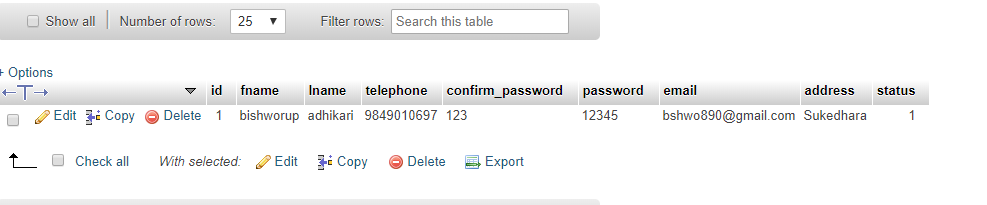 Show all Number of rows: 25 Filter rows: Search this table
+ Options
id fname lname telephone confirm_password password email address status
Edit Copy Delete 1 bishworup adhikari 9849010697 123 12345 bshwo890@gmail.com Sukedhara 1
Check all With selected: Edit Copy Delete Export